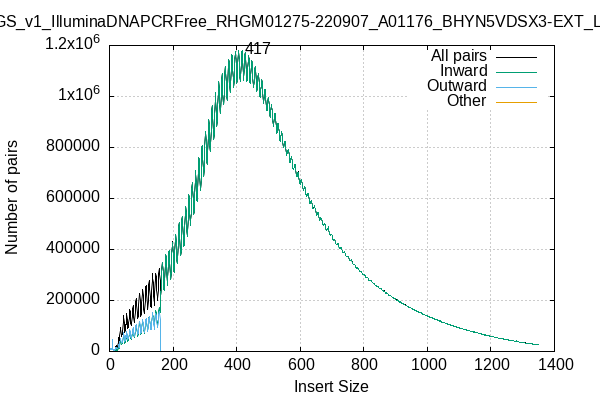 GS_v1_IlluminaDNAPCRFree_RHGM01275-220907_A01176_BHYN5VDSX3-EXT_L
1.2x10^6
1x10^6
800000
600000
400000
200000
0
Number of pairs
417
All pairs
Inward
Outward
Other
0 200 400 600 800 1000 1200 1400
Insert Size